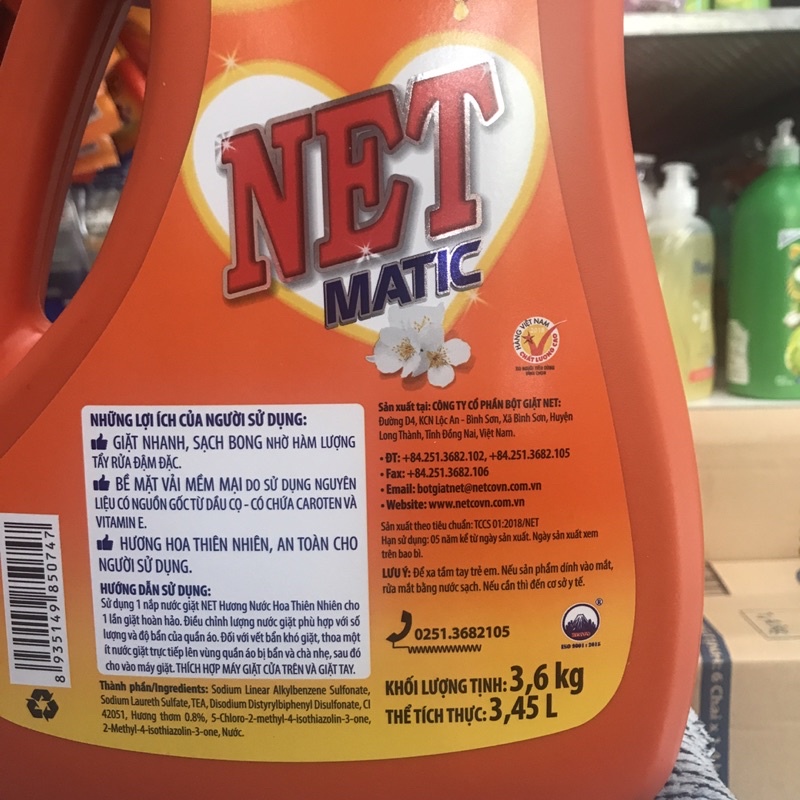 NET
MATIC
HÀNG VIỆT NAM
CHẤT LƯỢNG CAO
NHỮNG LỢI ÍCH CỦA NGƯỜI SỬ DỤNG:
GIẶT NHANH, SẠCH BONG NHỜ HÀM LƯỢNG
TẨY RỬA ĐẬM ĐẶC.
BỀ MẶT VẢI MỀM MẠI DO SỬ DỤNG NGUYÊN
LIỆU CÓ NGUỒN GỐC TỪ DẦU CỌ - CÓ CHỨA CAROTEN VÀ
VITAMIN E.
HƯƠNG HOA THIÊN NHIÊN, AN TOÀN CHO
NGƯỜI SỬ DỤNG.
HƯỚNG DẪN SỬ DỤNG:
Sử dụng 1 nắp nước giặt NET Hương Nước Hoa Thiên Nhiên cho
1 lần giặt hoàn hảo. Điều chỉnh lượng nước giặt phù hợp với số
lượng và độ bẩn của quần áo. Đối với vết bẩn khó giặt, thoa một
ít nước giặt trực tiếp lên vùng quần áo bị bẩn và chà nhẹ, sau đó
cho vào máy giặt. THÍCH HỢP MÁY GIẶT CỬA TRÊN VÀ GIẶT TAY.
8 935149 850747
Thành phần/Ingredients: Sodium Linear Alkylbenzene Sulfonate,
Sodium Laureth Sulfate, TEA, Disodium Distyrylbiphenyl Disulfonate, CI
42051, Hương thơm 0.8%, 5-Chloro-2-methyl-4-isothiazolin-3-one,
2-Methyl-4-isothiazolin-3-one, Nước.
Sản xuất tại: CÔNG TY CỔ PHẦN BỘT GIẶT NET:
Đường D4, KCN Lộc An - Bình Sơn, Xã Bình Sơn, Huyện
Long Thành, Tỉnh Đồng Nai, Việt Nam.
• ĐT: +84.251.3682.102, +84.251.3682.105
• Fax: +84.251.3682.106
• Email: botgiatnet@netcovn.com.vn
• Website: www.netcovn.com.vn
Sản xuất theo tiêu chuẩn: TCCS 01:2018/NET
Hạn sử dụng: 05 năm kể từ ngày sản xuất. Ngày sản xuất xem
trên bao bì.
LƯU Ý: Để xa tầm tay trẻ em. Nếu sản phẩm dính vào mắt,
rửa mắt bằng nước sạch. Nếu cần thì đến cơ sở y tế.
0251.3682105
®
ISO 9001 : 2015
KHỐI LƯỢNG TỊNH: 3,6 kg
THỂ TÍCH THỰC: 3,45 L